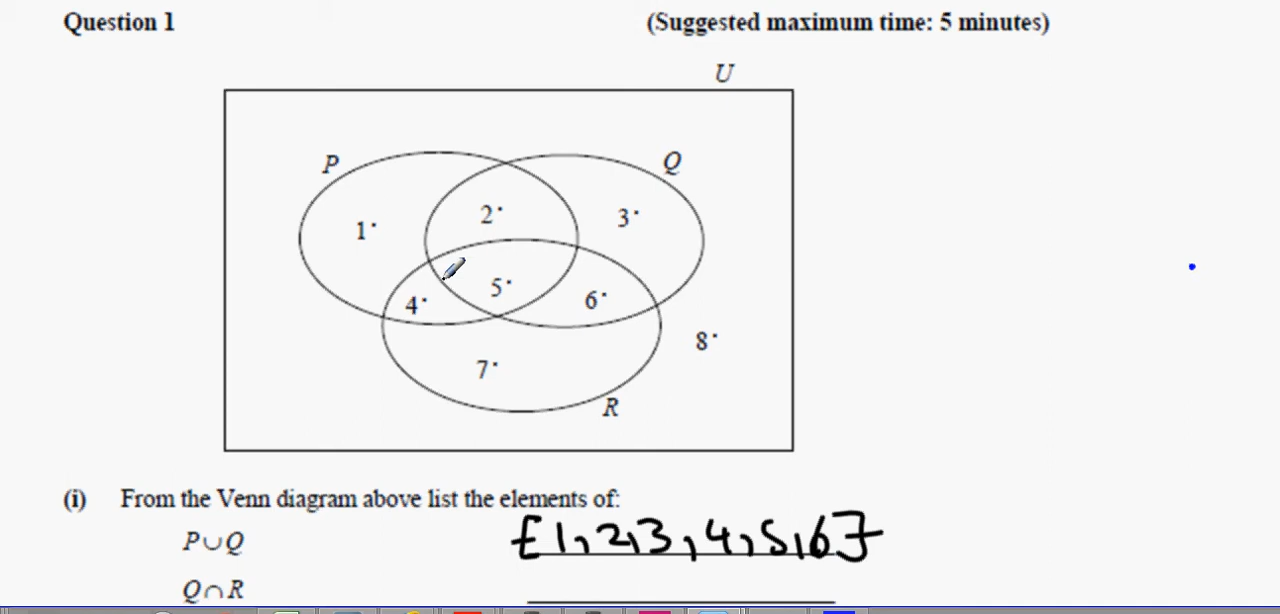 Question 1 (Suggested maximum time: 5 minutes)
U
P Q
1 2 3
4 5 6
8
7
R
(i) From the Venn diagram above list the elements of:
P∪Q {1,2,3,4,5,6}
Q∩R